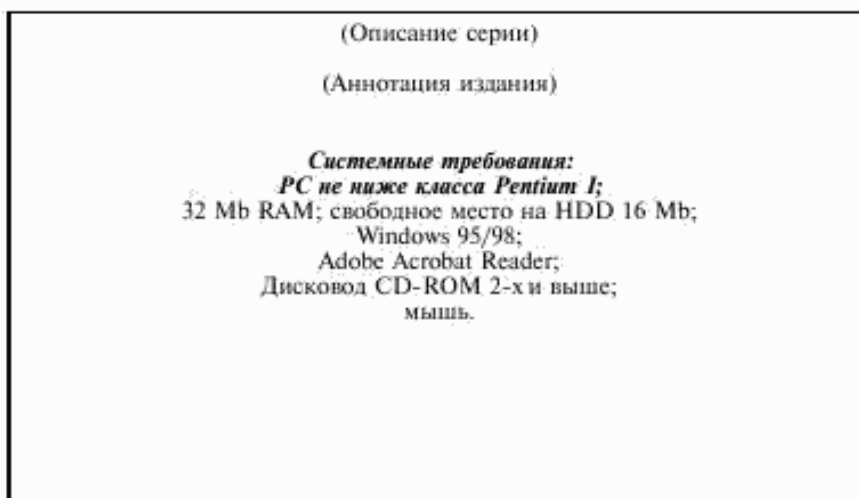 (Описание серии)
(Аннотация издания)
Системные требования:
PC не ниже класса Pentium I;
32 Mb RAM; свободное место на HDD 16 Mb;
Windows 95/98;
Adobe Acrobat Reader;
Дисковод CD-ROM 2-х и выше;
мышь.